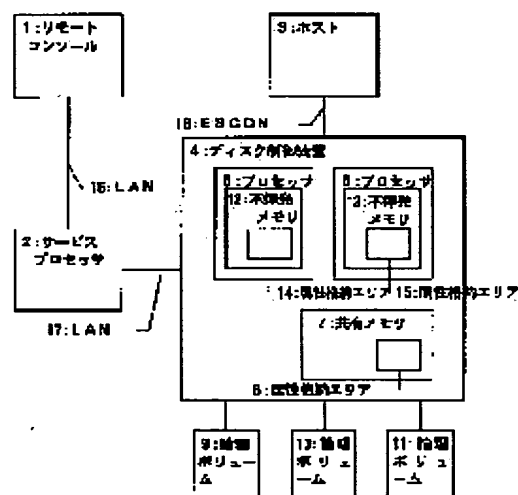 1:リモート
コンソール
3:ホスト
18:ESCON
4:ディスク制御装置
16:LAN
5:プロセッサ
12:不揮発
メモリ
6:プロセッサ
13:不揮発
メモリ
2:サービス
プロセッサ
14:属性格納エリア
15:属性格納エリア
17:LAN
7:共有メモリ
8:属性格納エリア
9:論理
ボリュー
ム
10:論理
ボリュー
ム
11:論理
ボリュー
ム